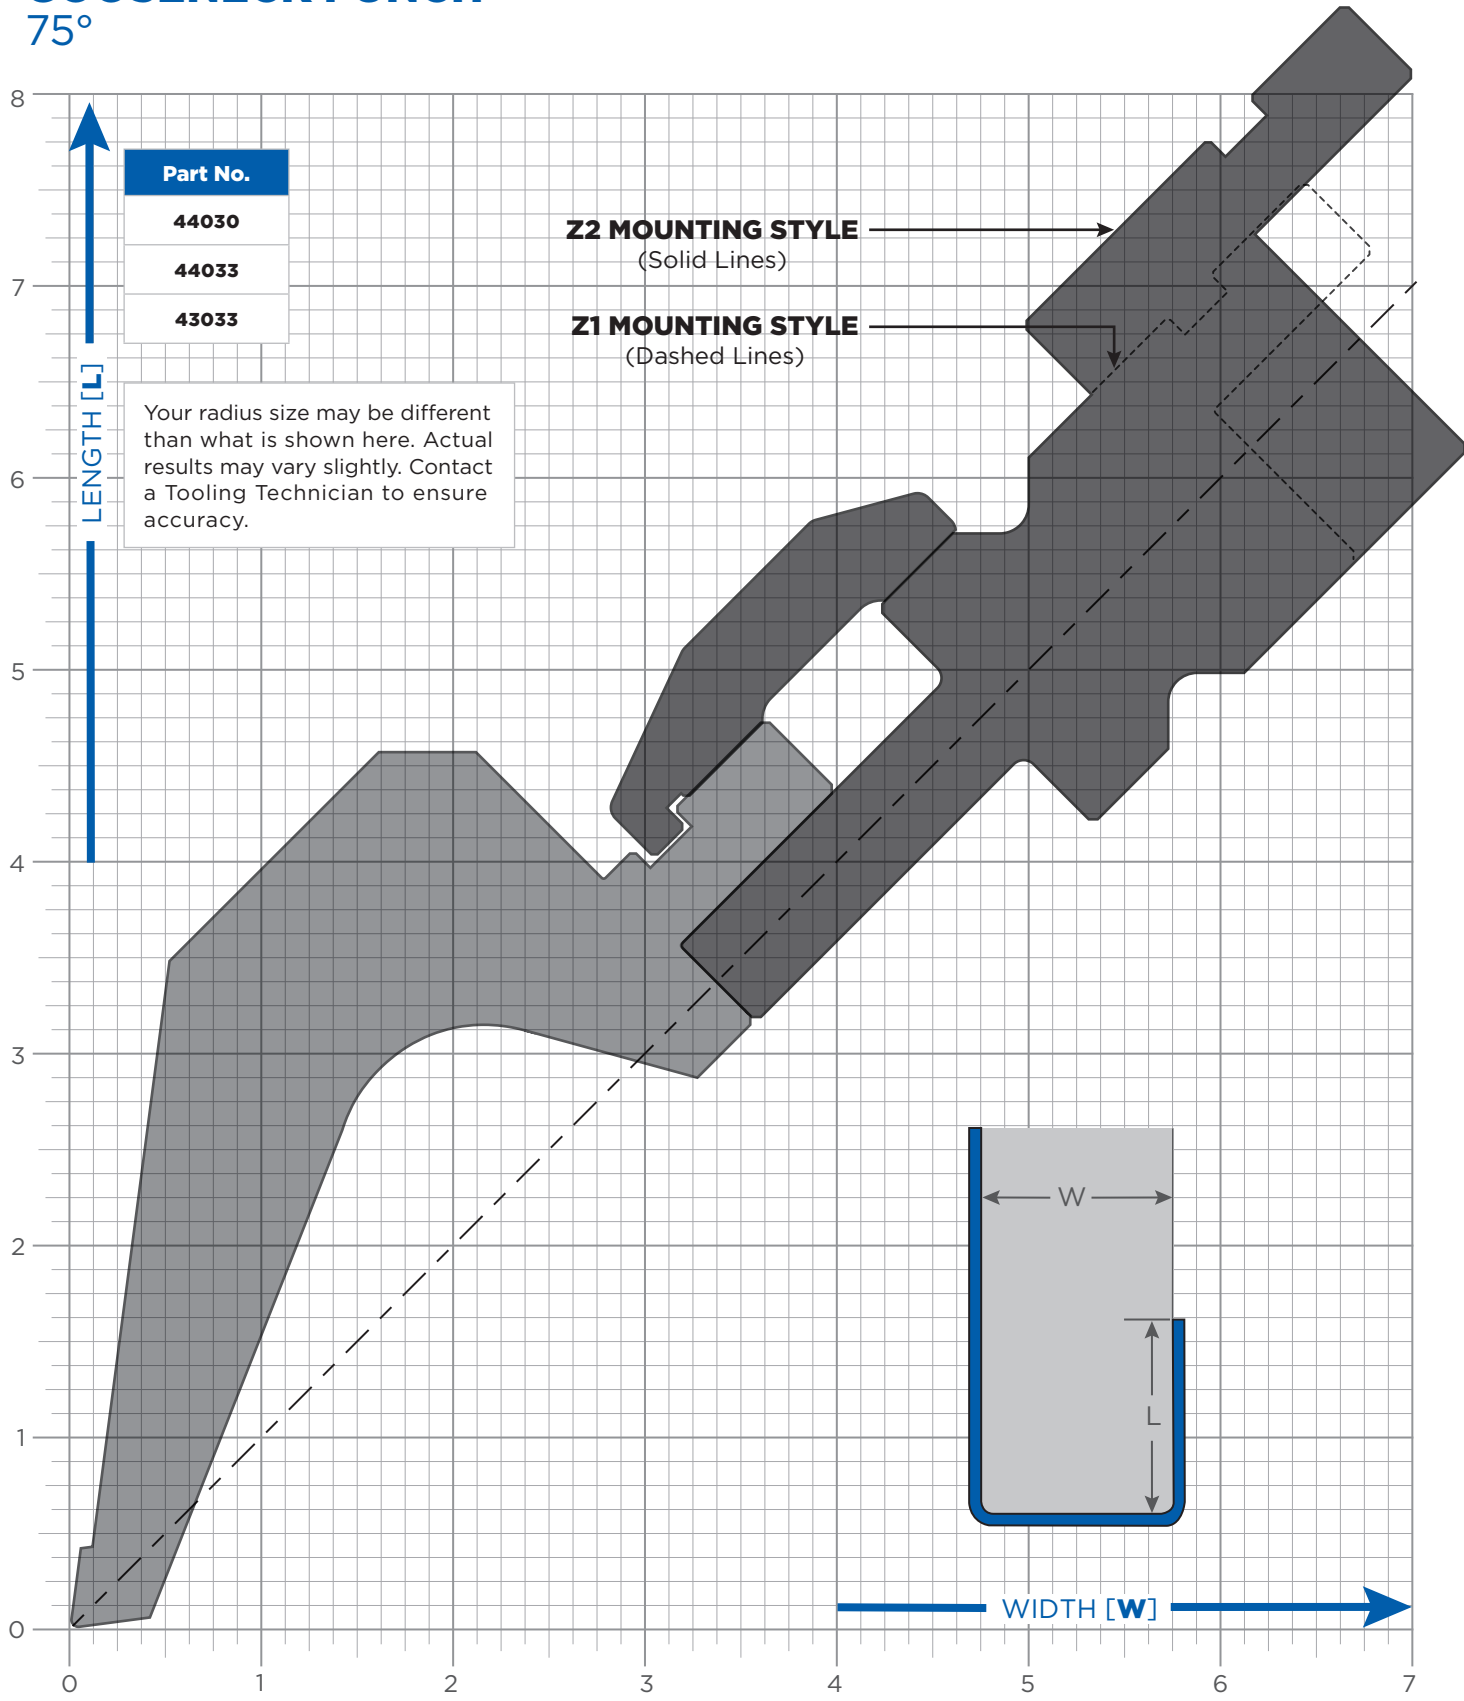 75°
8
7
6
5
4
3
2
1
0
LENGTH [L]
Part No.
44030
44033
43033
Your radius size may be different
than what is shown here. Actual
results may vary slightly. Contact
a Tooling Technician to ensure
accuracy.
Z2 MOUNTING STYLE
(Solid Lines)
Z1 MOUNTING STYLE
(Dashed Lines)
W
L
WIDTH [W]
0 1 2 3 4 5 6 7